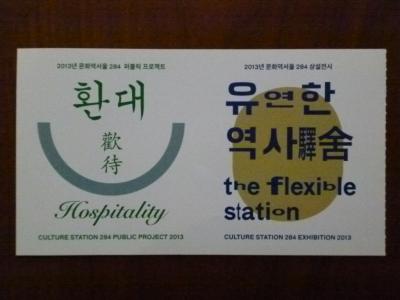 2013년 문화역서울 284 퍼블릭 프로젝트
환대
歡待
Hospitality
CULTURE STATION 284 PUBLIC PROJECT 2013
2013년 문화역서울 284 상설전시
유연한
역사驛舍
the flexible
station
CULTURE STATION 284 EXHIBITION 2013